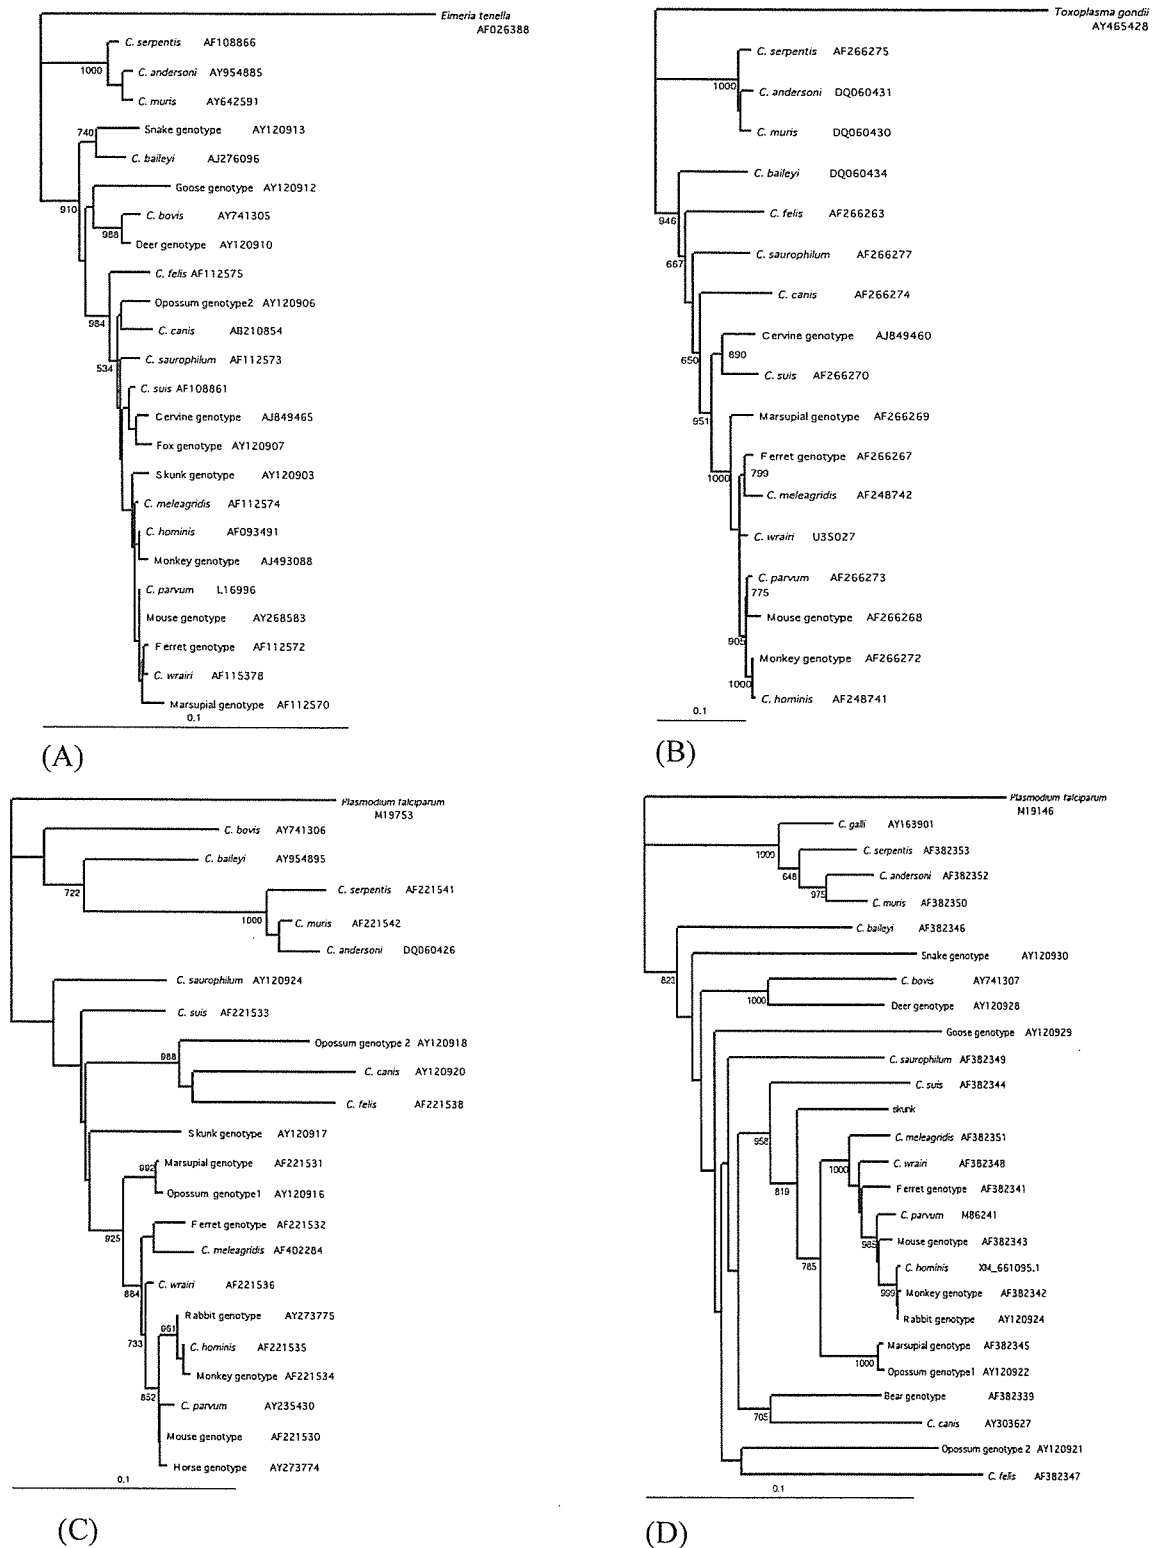 Eimeria tenella
AF026388
C. serpentis AF108866
1000
C. andersoni AY954885
C. muris AY642591
740
Snake genotype AY120913
C. baileyi AJ276096
Goose genotype AY120912
910
C. bovis AY741305
988
Deer genotype AY120910
C. felis AF112575
Opossum genotype2 AY120906
984
C. canis AB210854
C. saurophilum AF112573
534
C. suis AF108861
Cervine genotype AJ849465
Fox genotype AY120907
Skunk genotype AY120903
C. meleagridis AF112574
C. hominis AF093491
Monkey genotype AJ493088
C. parvum L16996
Mouse genotype AY268583
Ferret genotype AF112572
C. wrairi AF115378
Marsupial genotype AF112570
0.1
(A)
Toxoplasma gondii
AY465428
C. serpentis AF266275
1000
C. andersoni DQ060431
C. muris DQ060430
C. baileyi DQ060434
C. felis AF266263
946
C. saurophilum AF266277
667
C. canis AF266274
Cervine genotype AJ849460
890
650
C. suis AF266270
Marsupial genotype AF266269
951
Ferret genotype AF266267
799
1000
C. meleagridis AF248742
C. wrairi U35027
C. parvum AF266273
775
Mouse genotype AF266268
905
Monkey genotype AF266272
1000
C. hominis AF248741
0.1
(B)
Plasmodium falciparum
M19753
C. bovis AY741306
C. baileyi AY954895
722
C. serpentis AF221541
1000
C. muris AF221542
C. andersoni DQ060426
C. saurophilum AY120924
C. suis AF221533
Opossum genotype 2 AY120918
988
C. canis AY120920
C. felis AF221538
Skunk genotype AY120917
Marsupial genotype AF221531
992
Opossum genotype1 AY120916
Ferret genotype AF221532
925
C. meleagridis AF402284
C. wrairi AF221536
884
Rabbit genotype AY273775
961
733
C. hominis AF221535
Monkey genotype AF221534
852
C. parvum AY235430
Mouse genotype AF221530
Horse genotype AY273774
0.1
(C)
Plasmodium falciparum
M19146
C. galli AY163901
1000
C. serpentis AF382353
648
C. andersoni AF382352
975
C. muris AF382350
C. baileyi AF382346
Snake genotype AY120930
823
C. bovis AY741307
1000
Deer genotype AY120928
Goose genotype AY120929
C. saurophilum AF382349
C. suis AF382344
skunk
958
C. meleagridis AF382351
1000
C. wrairi AF382348
819
Ferret genotype AF382341
C. parvum M86241
985
Mouse genotype AF382343
785
C. hominis XM_661095.1
999
Monkey genotype AF382342
Rabbit genotype AY120924
Marsupial genotype AF382345
1000
Opossum genotype1 AY120922
Bear genotype AF382339
705
C. canis AY303627
Opossum genotype 2 AY120921
C. felis AF382347
0.1
(D)